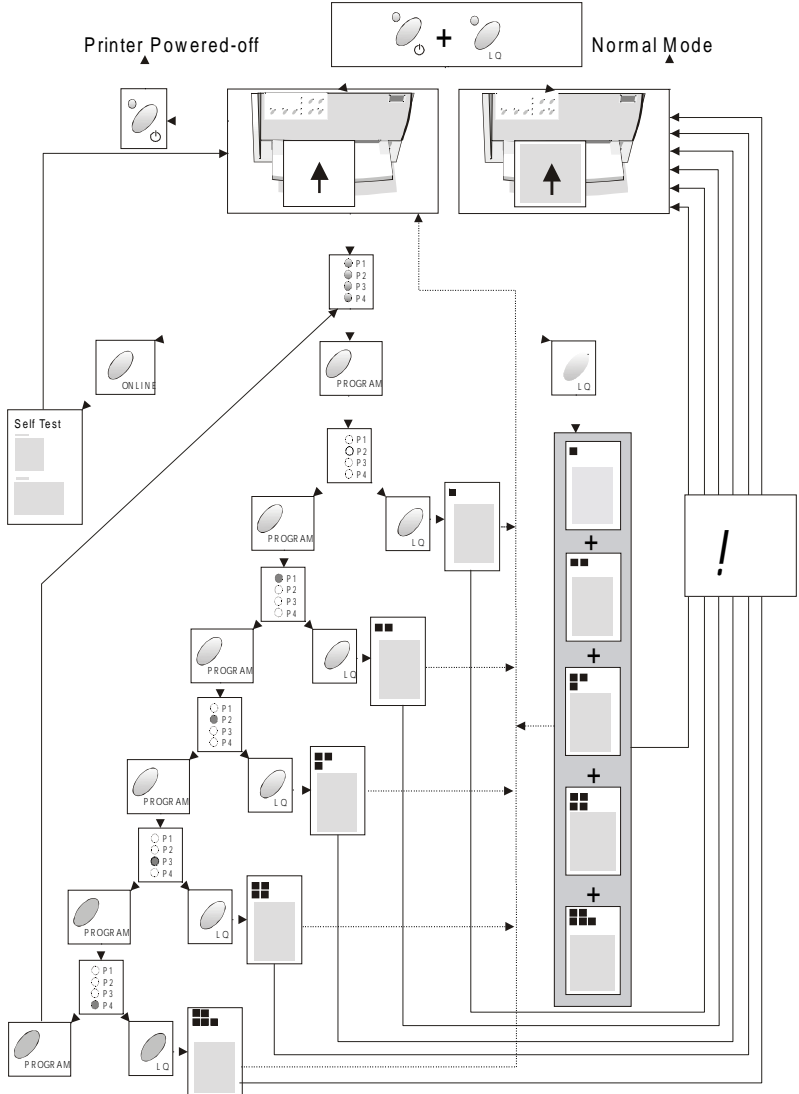 Printer Powered-off
+
LQ
Normal Mode
P1
P2
P3
P4
ONLINE
PROGRAM
LQ
Self Test
P1
P2
P3
P4
PROGRAM
LQ
+
!
P1
P2
P3
P4
+
PROGRAM
LQ
+
P1
P2
P3
P4
PROGRAM
LQ
+
P1
P2
P3
P4
PROGRAM
LQ
P1
P2
P3
P4
PROGRAM
LQ